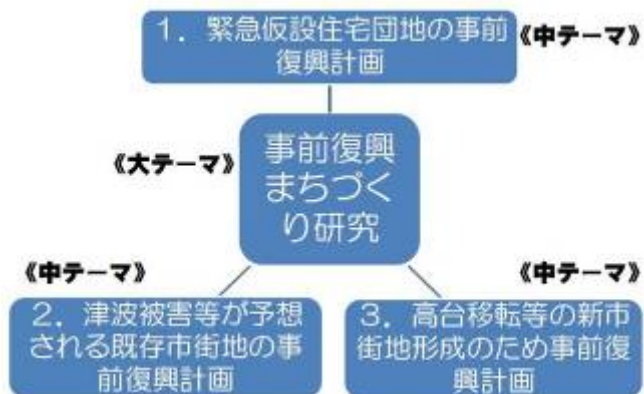 1．緊急仮設住宅団地の事前
復興計画
《中テーマ》
《大テーマ》
事前復興
まちづく
り研究
《中テーマ》
《中テーマ》
2．津波被害等が予想
される既存市街地の事
前復興計画
3．高台移転等の新市
街地形成のため事前復
興計画